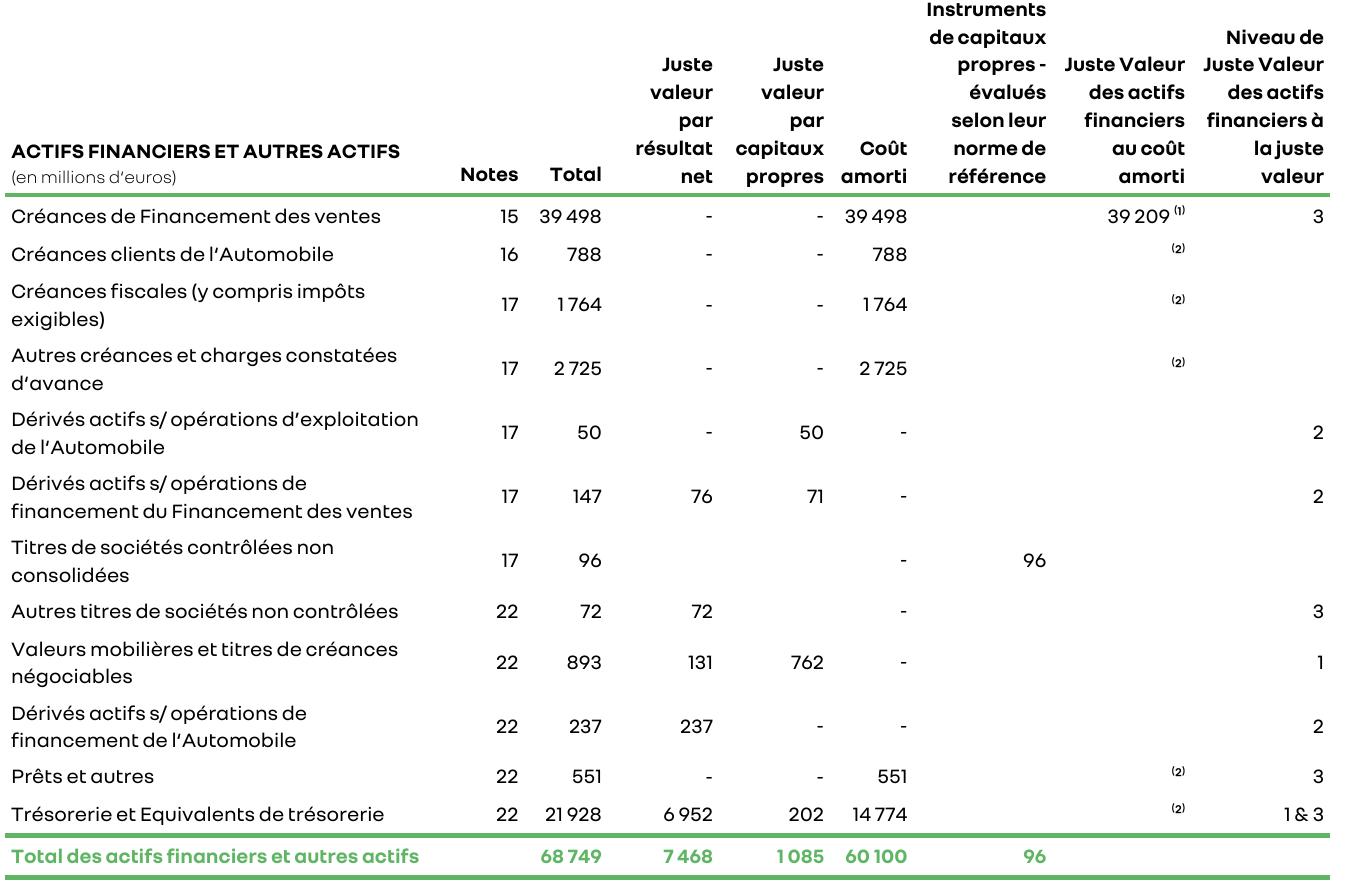 Instruments
de capitaux Niveau de
Juste Juste propres - Juste Valeur Juste Valeur
valeur valeur évalués des actifs des actifs
par par selon leur financiers financiers à
ACTIFS FINANCIERS ET AUTRES ACTIFS résultat capitaux Coût norme de au coût la juste
(en millions d’euros) Notes Total net propres amorti référence amorti valeur
Créances de Financement des ventes 15 39 498 - - 39 498 39 209 (1) 3
Créances clients de l’Automobile 16 788 - - 788 (2)
Créances fiscales (y compris impôts
exigibles) 17 1 764 - - 1 764 (2)
Autres créances et charges constatées
d’avance 17 2 725 - - 2 725 (2)
Dérivés actifs s/ opérations d’exploitation
de l’Automobile 17 50 - 50 - 2
Dérivés actifs s/ opérations de
financement du Financement des ventes 17 147 76 71 - 2
Titres de sociétés contrôlées non
consolidées 17 96 - 96
Autres titres de sociétés non contrôlées 22 72 72 - 3
Valeurs mobilières et titres de créances
négociables 22 893 131 762 - 1
Dérivés actifs s/ opérations de
financement de l’Automobile 22 237 237 - - 2
Prêts et autres 22 551 - - 551 (2) 3
Trésorerie et Equivalents de trésorerie 22 21 928 6 952 202 14 774 (2) 1 & 3
Total des actifs financiers et autres actifs 68 749 7 468 1 085 60 100 96